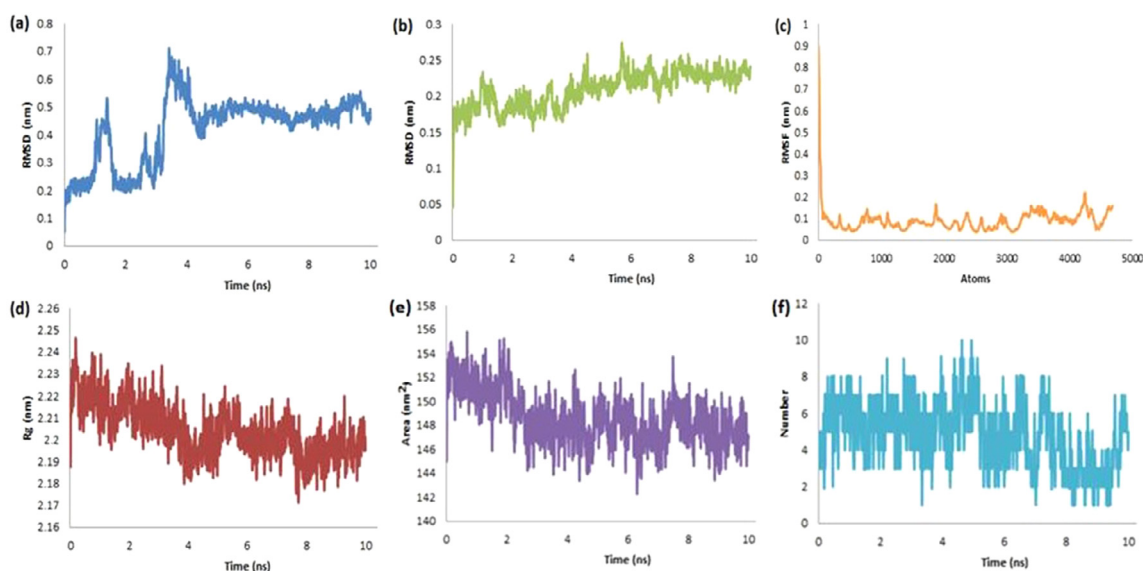 (a)
0.8
0.7
0.6
0.5
0.4
0.3
0.2
0.1
0
RMSD (nm)
0 2 4 6 8 10
Time (ns)
(b)
0.3
0.25
0.2
0.15
0.1
0.05
0
RMSD (nm)
0 2 4 6 8 10
Time (ns)
(c)
1
0.9
0.8
0.7
0.6
0.5
0.4
0.3
0.2
0.1
0
RMSF (nm)
0 1000 2000 3000 4000 5000
Atoms
(d)
2.26
2.25
2.24
2.23
2.22
2.21
2.2
2.19
2.18
2.17
2.16
Rg (nm)
0 2 4 6 8 10
Time (ns)
(e)
158
156
154
152
150
148
146
144
142
140
Area (nm²)
0 2 4 6 8 10
Time (ns)
(f)
12
10
8
6
4
2
0
Number
0 2 4 6 8 10
Time (ns)